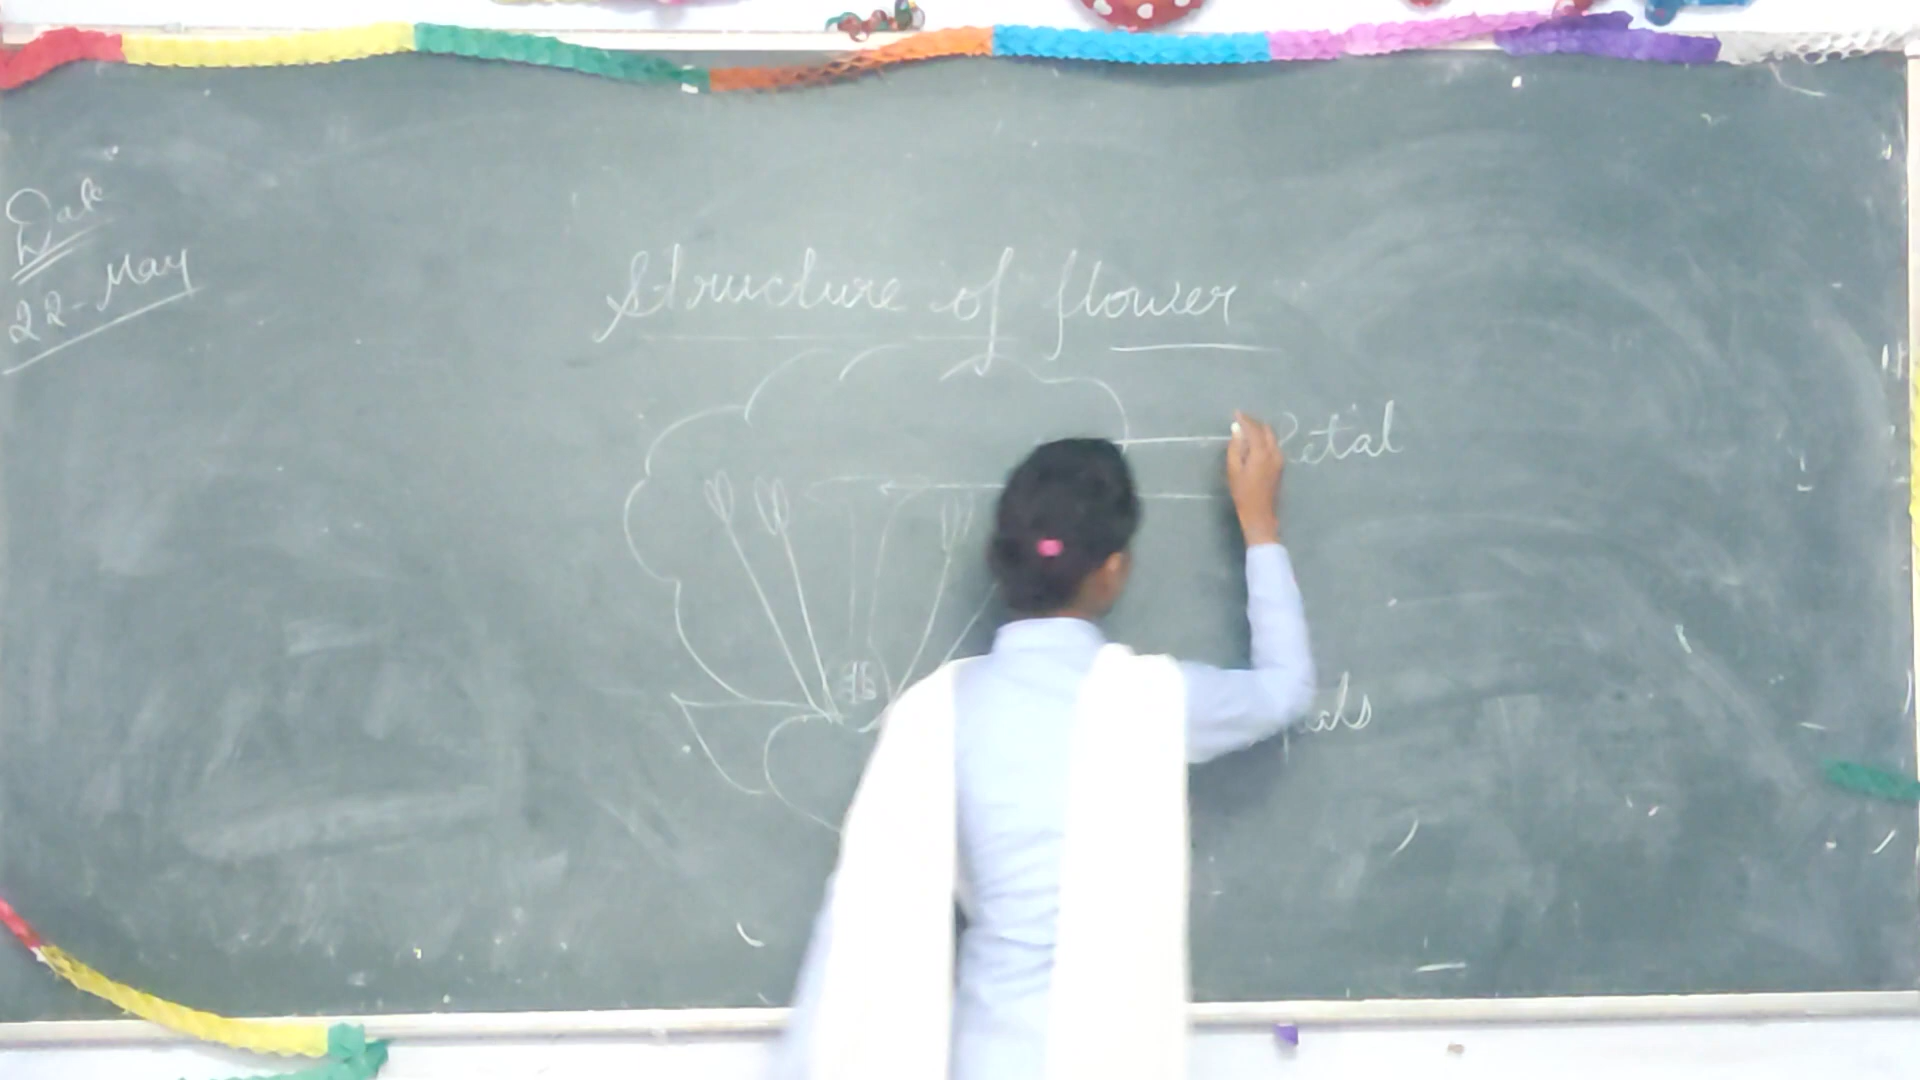 Date
22-May
Structure of flower
Petal